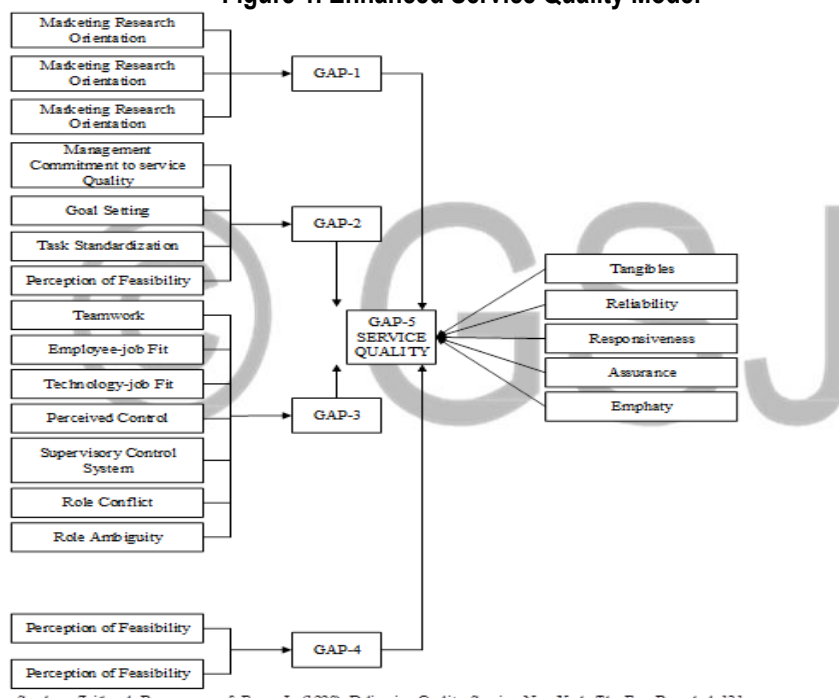 Figure 1. Enhanced Service Quality Model
Marketing Research
Orientation
Marketing Research
Orientation
Marketing Research
Orientation
GAP-1
Management
Commitment to service
Quality
Goal Setting
Task Standardization
Perception of Feasibility
GAP-2
Teamwork
Employee-job Fit
Technology-job Fit
Perceived Control
Supervisory Control
System
Role Conflict
Role Ambiguity
GAP-3
Perception of Feasibility
Perception of Feasibility
GAP-4
GAP-5
SERVICE
QUALITY
Tangibles
Reliability
Responsiveness
Assurance
Emphaty
© GSJ